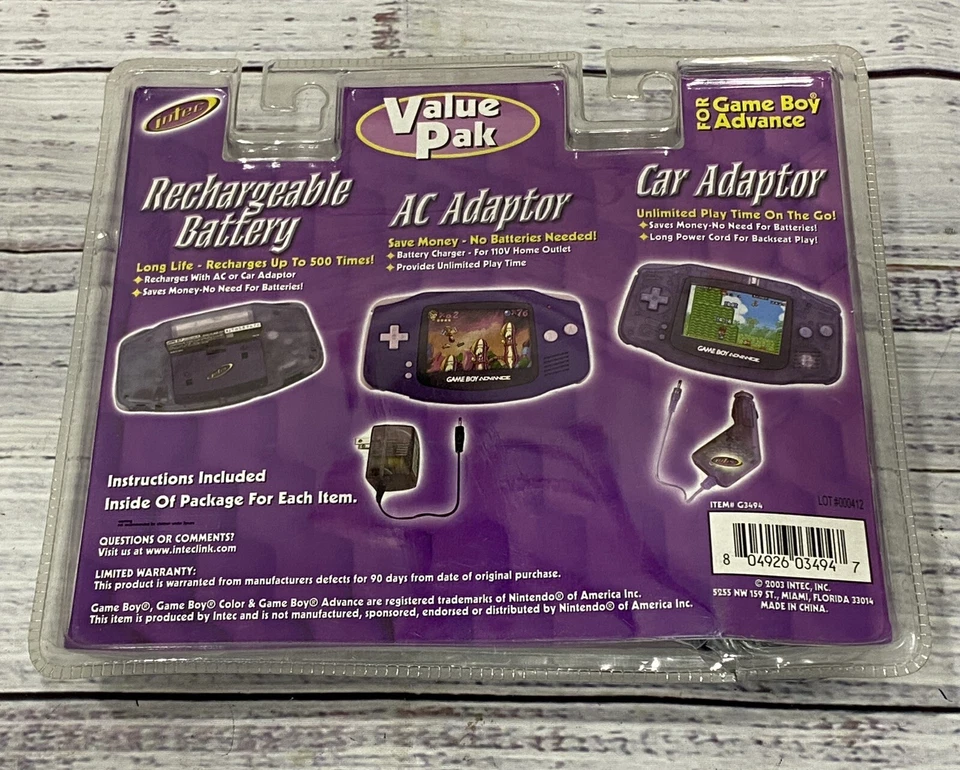 Intec
Value
Pak
FOR Game Boy®
Advance
Rechargeable
Battery
Long Life - Recharges Up To 500 Times!
Recharges With AC or Car Adaptor
Saves Money-No Need For Batteries!
AC Adaptor
Save Money - No Batteries Needed!
Battery Charger - For 110V Home Outlet
Provides Unlimited Play Time
Car Adaptor
Unlimited Play Time On The Go!
Saves Money-No Need For Batteries!
Long Power Cord For Backseat Play!
GAME BOY ADVANCE
GAME BOY ADVANCE
intec
intec
Instructions Included
Inside Of Package For Each Item.
QUESTIONS OR COMMENTS?
Visit us at www.inteclink.com
LIMITED WARRANTY:
This product is warranted from manufacturers defects for 90 days from date of original purchase.
Game Boy®, Game Boy® Color & Game Boy® Advance are registered trademarks of Nintendo® of America Inc.
This item is produced by Intec and is not manufactured, sponsored, endorsed or distributed by Nintendo® of America Inc.
ITEM# G3494
LOT #000412
8 04926 03494 7
© 2003 INTEC, INC.
5255 NW 159 ST., MIAMI, FLORIDA 33014
MADE IN CHINA.